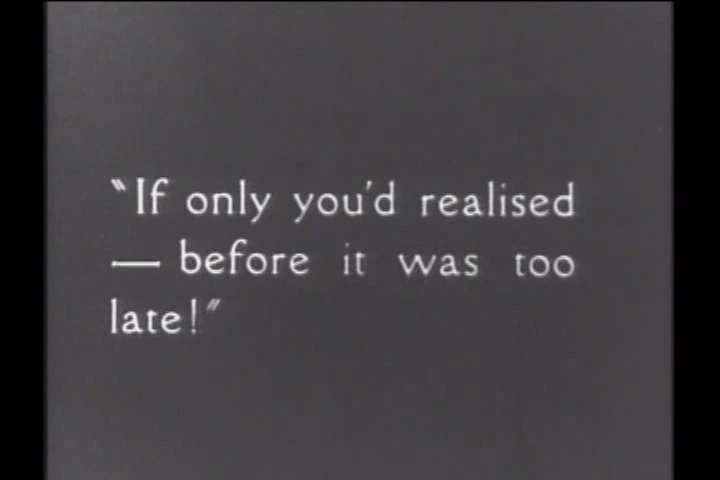 "If only you'd realised
— before it was too
late!"